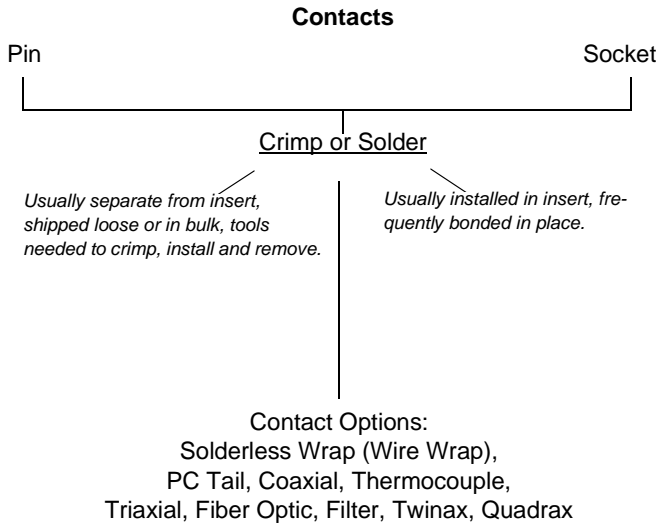 Contacts
Pin
Socket
Crimp or Solder
Usually separate from insert,
shipped loose or in bulk, tools
needed to crimp, install and remove.
Usually installed in insert, fre-
quently bonded in place.
Contact Options:
Solderless Wrap (Wire Wrap),
PC Tail, Coaxial, Thermocouple,
Triaxial, Fiber Optic, Filter, Twinax, Quadrax